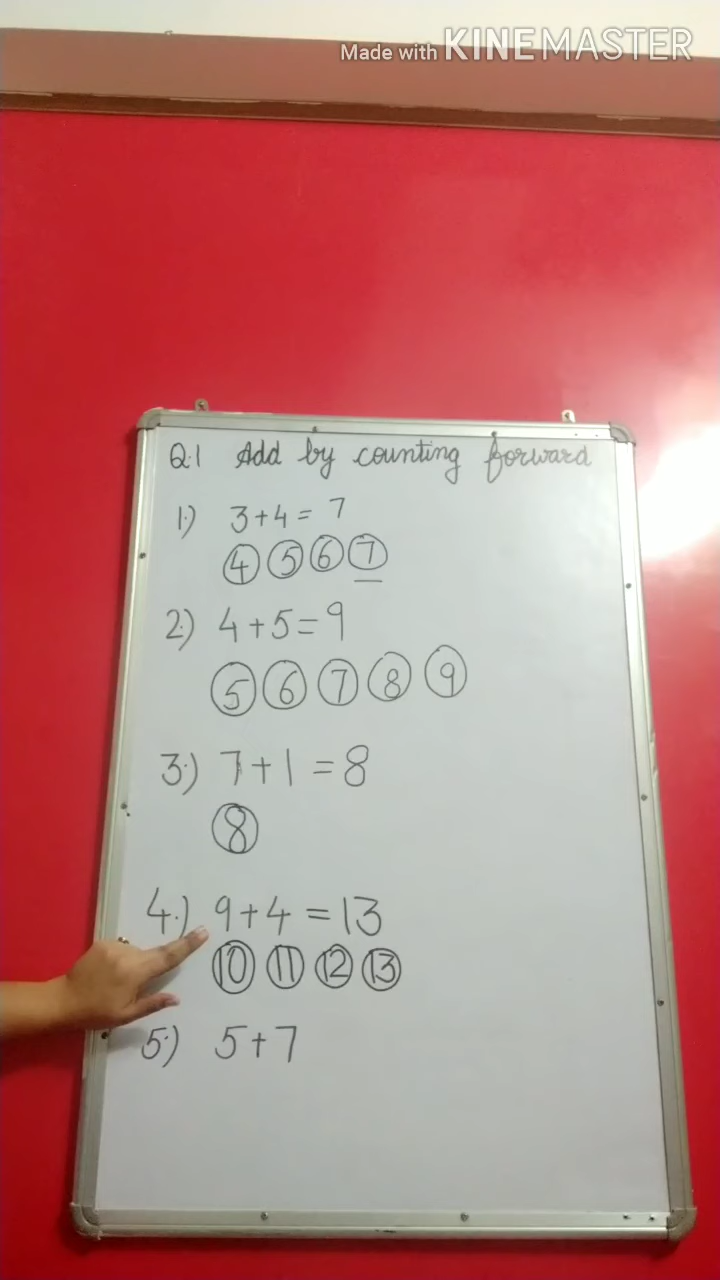 Made with KINEMASTER
Q.1 Add by counting forward
1.) 3+4= 7
4 5 6 7
2.) 4+5=9
5 6 7 8 9
3.) 7+1=8
8
4.) 9+4=13
10 11 12 13
5.) 5+7